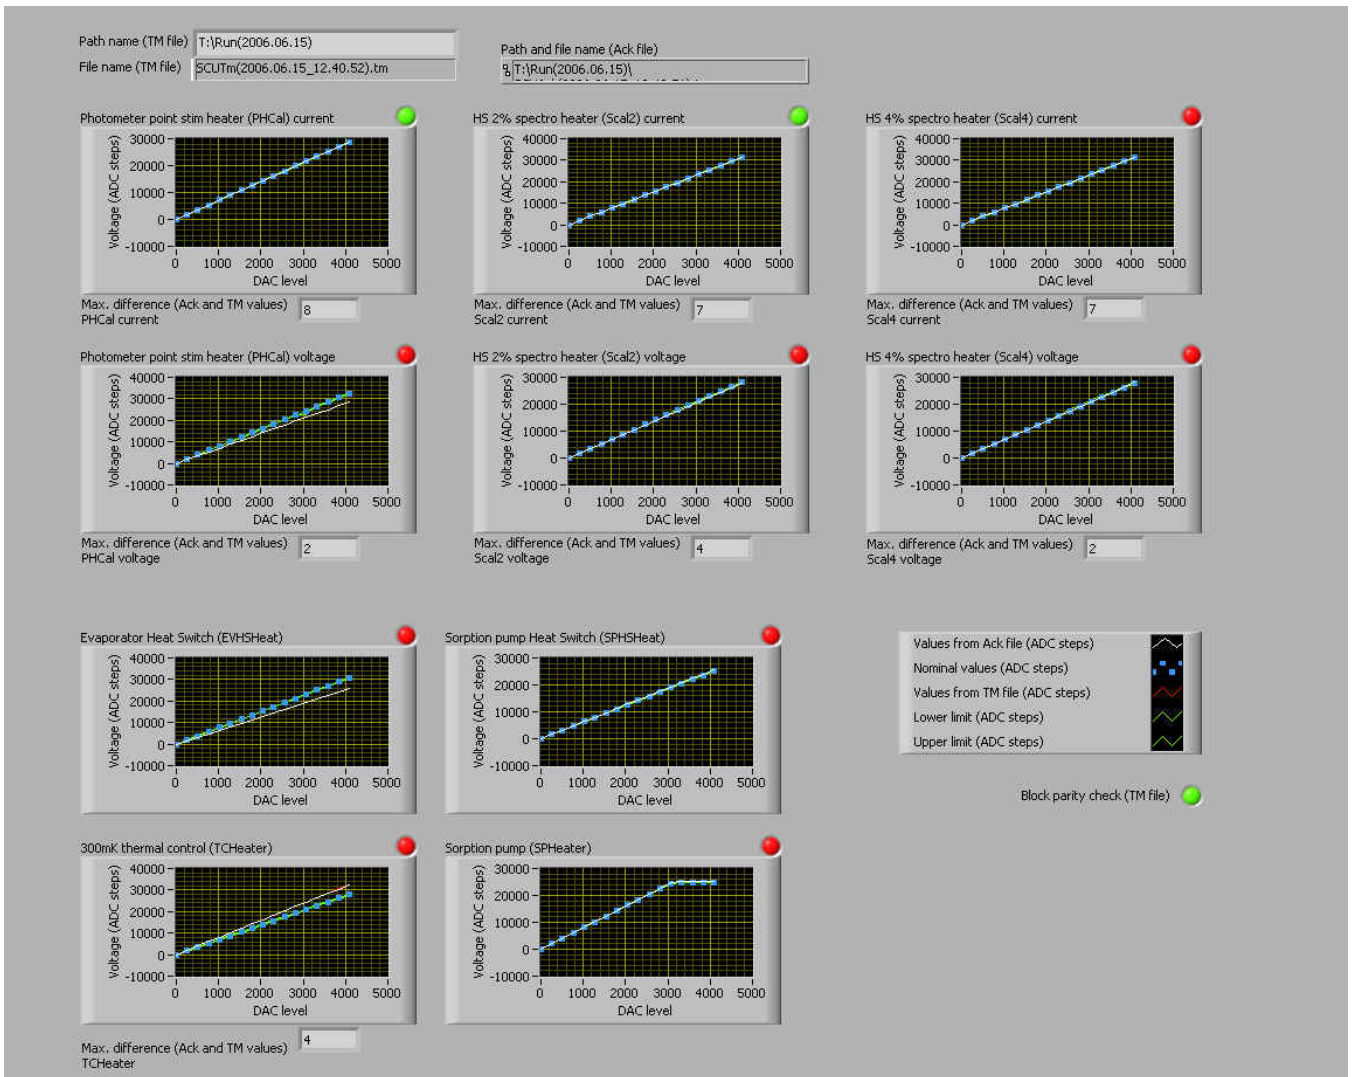 Path name (TM file) T:\Run(2006.06.15)
File name (TM file) SCUTm(2006.06.15_12.40.52).tm
Path and file name (Ack file)
T:\Run(2006.06.15)\
Photometer point stim heater (PHCal) current
Voltage (ADC steps)
30000
20000
10000
0
-10000
0 1000 2000 3000 4000 5000
DAC level
Max. difference (Ack and TM values) 8
PHCal current
HS 2% spectro heater (Scal2) current
Voltage (ADC steps)
40000
30000
20000
10000
0
-10000
0 1000 2000 3000 4000 5000
DAC level
Max. difference (Ack and TM values) 7
Scal2 current
HS 4% spectro heater (Scal4) current
Voltage (ADC steps)
40000
30000
20000
10000
0
-10000
0 1000 2000 3000 4000 5000
DAC level
Max. difference (Ack and TM values) 7
Scal4 current
Photometer point stim heater (PHCal) voltage
Voltage (ADC steps)
40000
30000
20000
10000
0
-10000
0 1000 2000 3000 4000 5000
DAC level
Max. difference (Ack and TM values) 2
PHCal voltage
HS 2% spectro heater (Scal2) voltage
Voltage (ADC steps)
30000
20000
10000
0
-10000
0 1000 2000 3000 4000 5000
DAC level
Max. difference (Ack and TM values) 4
Scal2 voltage
HS 4% spectro heater (Scal4) voltage
Voltage (ADC steps)
30000
20000
10000
0
-10000
0 1000 2000 3000 4000 5000
DAC level
Max. difference (Ack and TM values) 2
Scal4 voltage
Evaporator Heat Switch (EVHSHeat)
Voltage (ADC steps)
40000
30000
20000
10000
0
-10000
0 1000 2000 3000 4000 5000
DAC level
Sorption pump Heat Switch (SPHSHeat)
Voltage (ADC steps)
30000
20000
10000
0
-10000
0 1000 2000 3000 4000 5000
DAC level
Values from Ack file (ADC steps)
Nominal values (ADC steps)
Values from TM file (ADC steps)
Lower limit (ADC steps)
Upper limit (ADC steps)
Block parity check (TM file)
300mK thermal control (TCHeater)
Voltage (ADC steps)
40000
30000
20000
10000
0
-10000
0 1000 2000 3000 4000 5000
DAC level
Max. difference (Ack and TM values) 4
TCHeater
Sorption pump (SPHeater)
Voltage (ADC steps)
30000
20000
10000
0
-10000
0 1000 2000 3000 4000 5000
DAC level